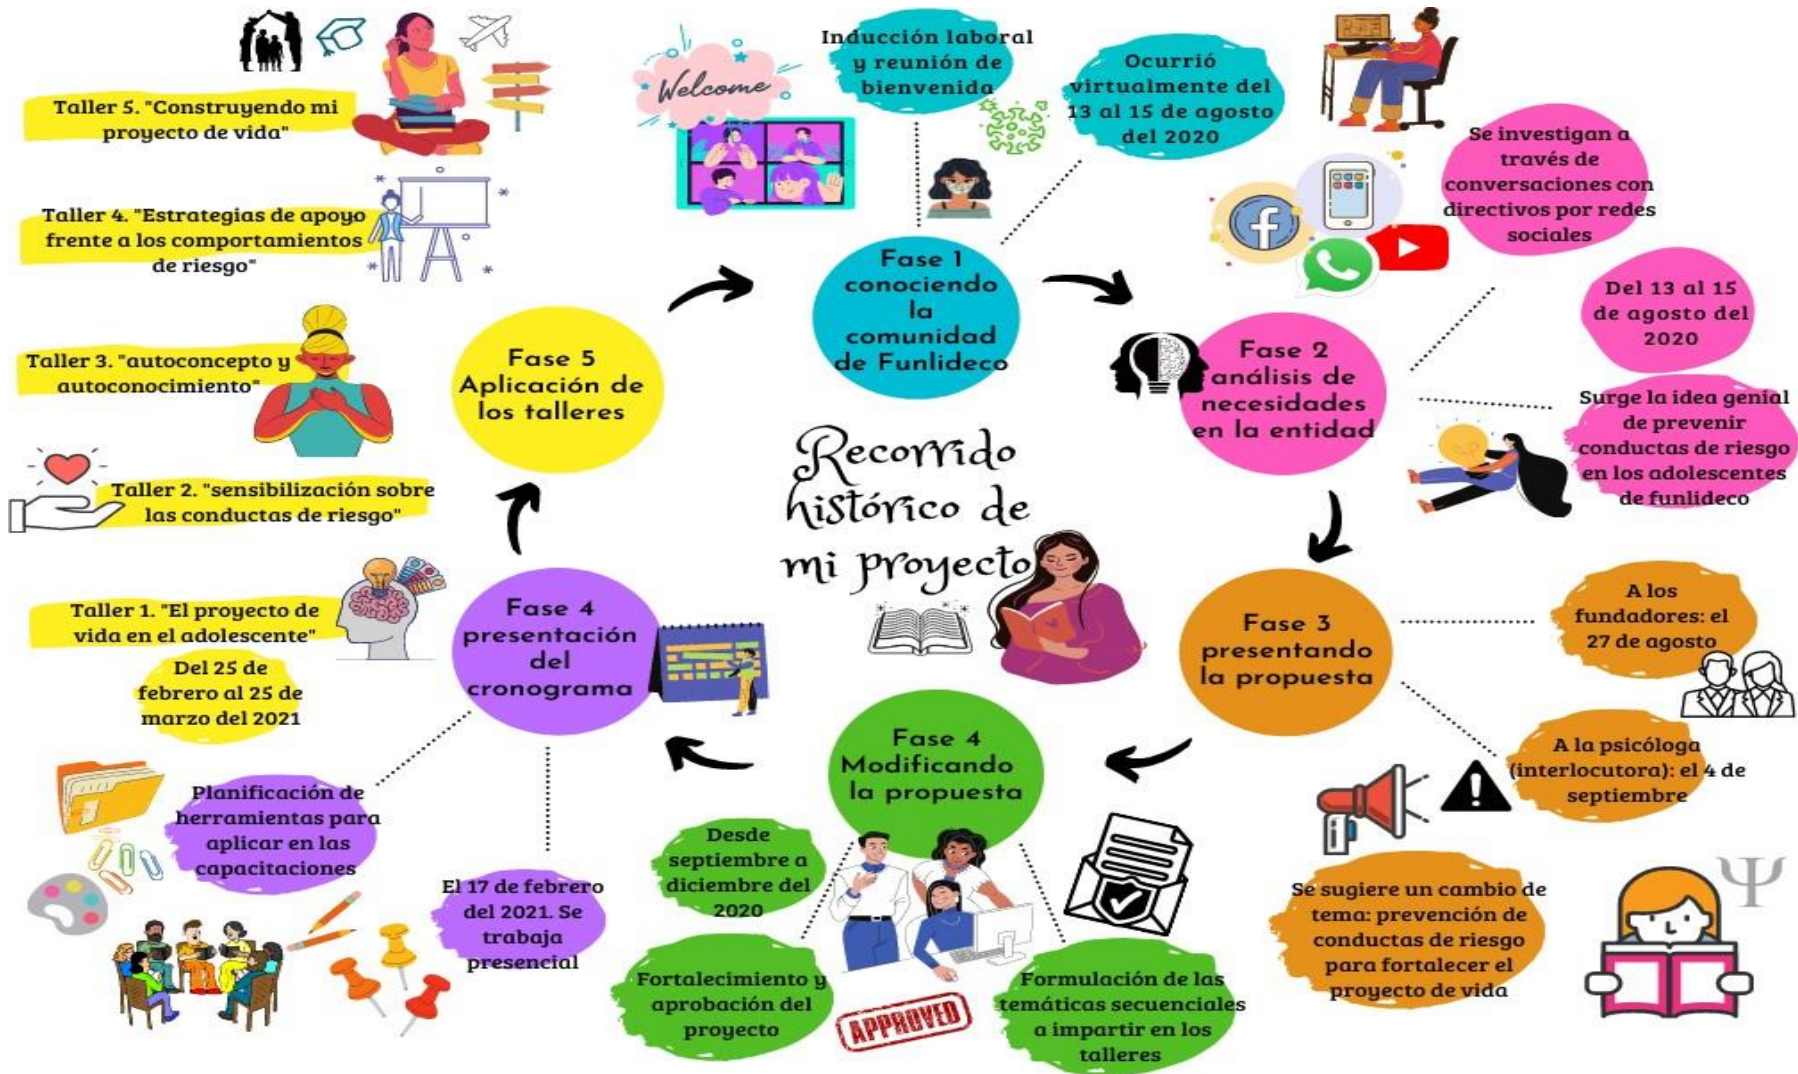 Recorrido
histórico de
mi proyecto
Fase 1
conociendo
la
comunidad
de Funlideco
Welcome
Inducción laboral
y reunión de
bienvenida
Ocurrió
virtualmente del
13 al 15 de agosto
del 2020
Fase 2
análisis de
necesidades
en la entidad
Se investigan a
través de
conversaciones con
directivos por redes
sociales
Del 13 al 15
de agosto del
2020
Surge la idea genial
de prevenir
conductas de riesgo
en los adolescentes
de funlideco
Fase 3
presentando
la propuesta
A los
fundadores: el
27 de agosto
A la psicóloga
(interlocutora): el 4 de
septiembre
Se sugiere un cambio de
tema: prevención de
conductas de riesgo
para fortalecer el
proyecto de vida
Fase 4
Modificando
la propuesta
Desde
septiembre a
diciembre del
2020
Fortalecimiento y
aprobación del
proyecto
APPROVED
Formulación de las
temáticas secuenciales
a impartir en los
talleres
Fase 4
presentación
del
cronograma
Planificación de
herramientas para
aplicar en las
capacitaciones
El 17 de febrero
del 2021. Se
trabaja
presencial
Fase 5
Aplicación de
los talleres
Taller 5. "Construyendo mi
proyecto de vida"
Taller 4. "Estrategias de apoyo
frente a los comportamientos
de riesgo"
Taller 3. "autoconcepto y
autoconocimiento"
Taller 2. "sensibilización sobre
las conductas de riesgo"
Taller 1. "El proyecto de
vida en el adolescente"
Del 25 de
febrero al 25 de
marzo del 2021